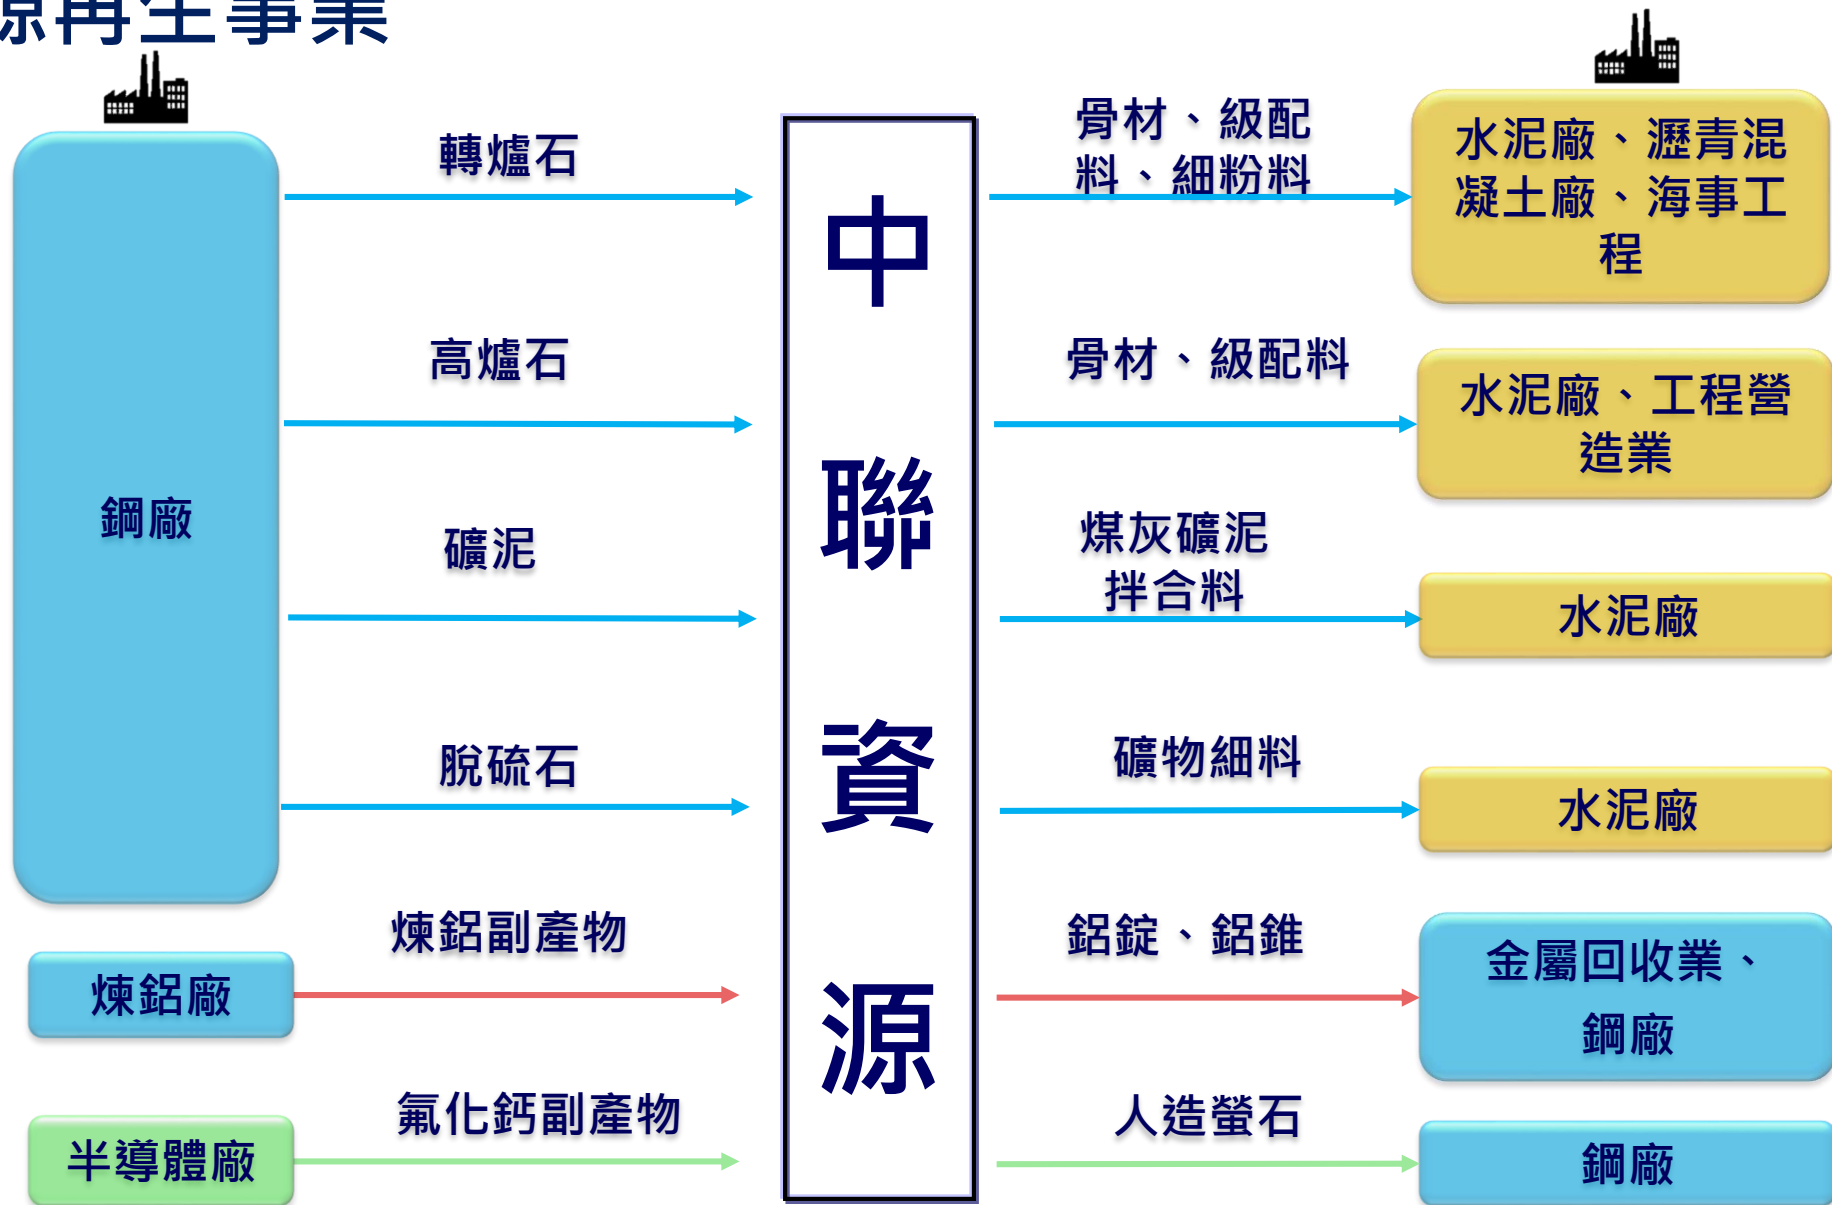 源再生事業
鋼廠
煉鋁廠
半導體廠
轉爐石
高爐石
礦泥
脫硫石
煉鋁副產物
氟化鈣副產物
中
聯
資
源
骨材、級配
料、細粉料
骨材、級配料
煤灰礦泥
拌合料
礦物細料
鋁錠、鋁錐
人造螢石
水泥廠、瀝青混
凝土廠、海事工
程
水泥廠、工程營
造業
水泥廠
水泥廠
金屬回收業、
鋼廠
鋼廠